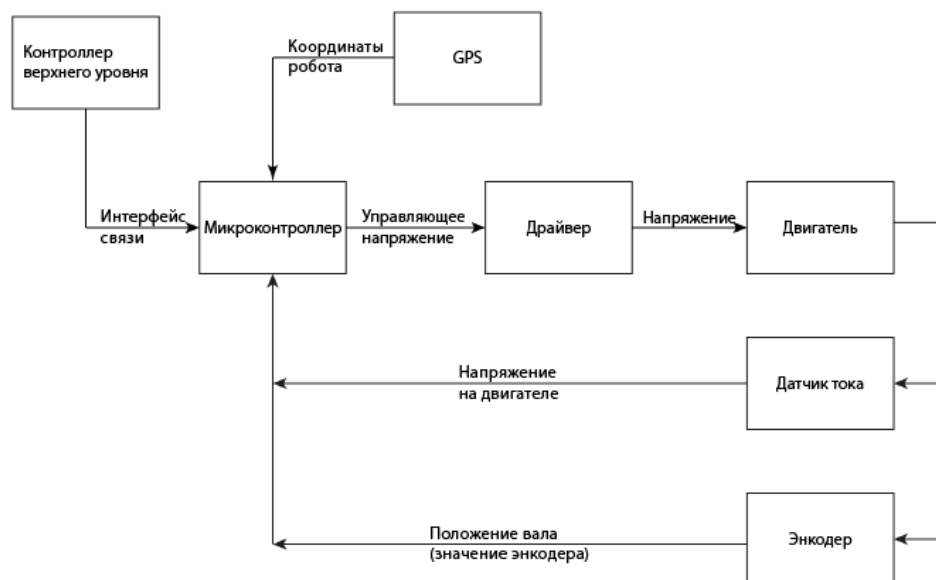 Контроллер
верхнего уровня
Координаты
робота
GPS
Интерфейс
связи
Микроконтроллер
Управляющее
напряжение
Драйвер
Напряжение
Двигатель
Напряжение
на двигателе
Датчик тока
Положение вала
(значение энкодера)
Энкодер